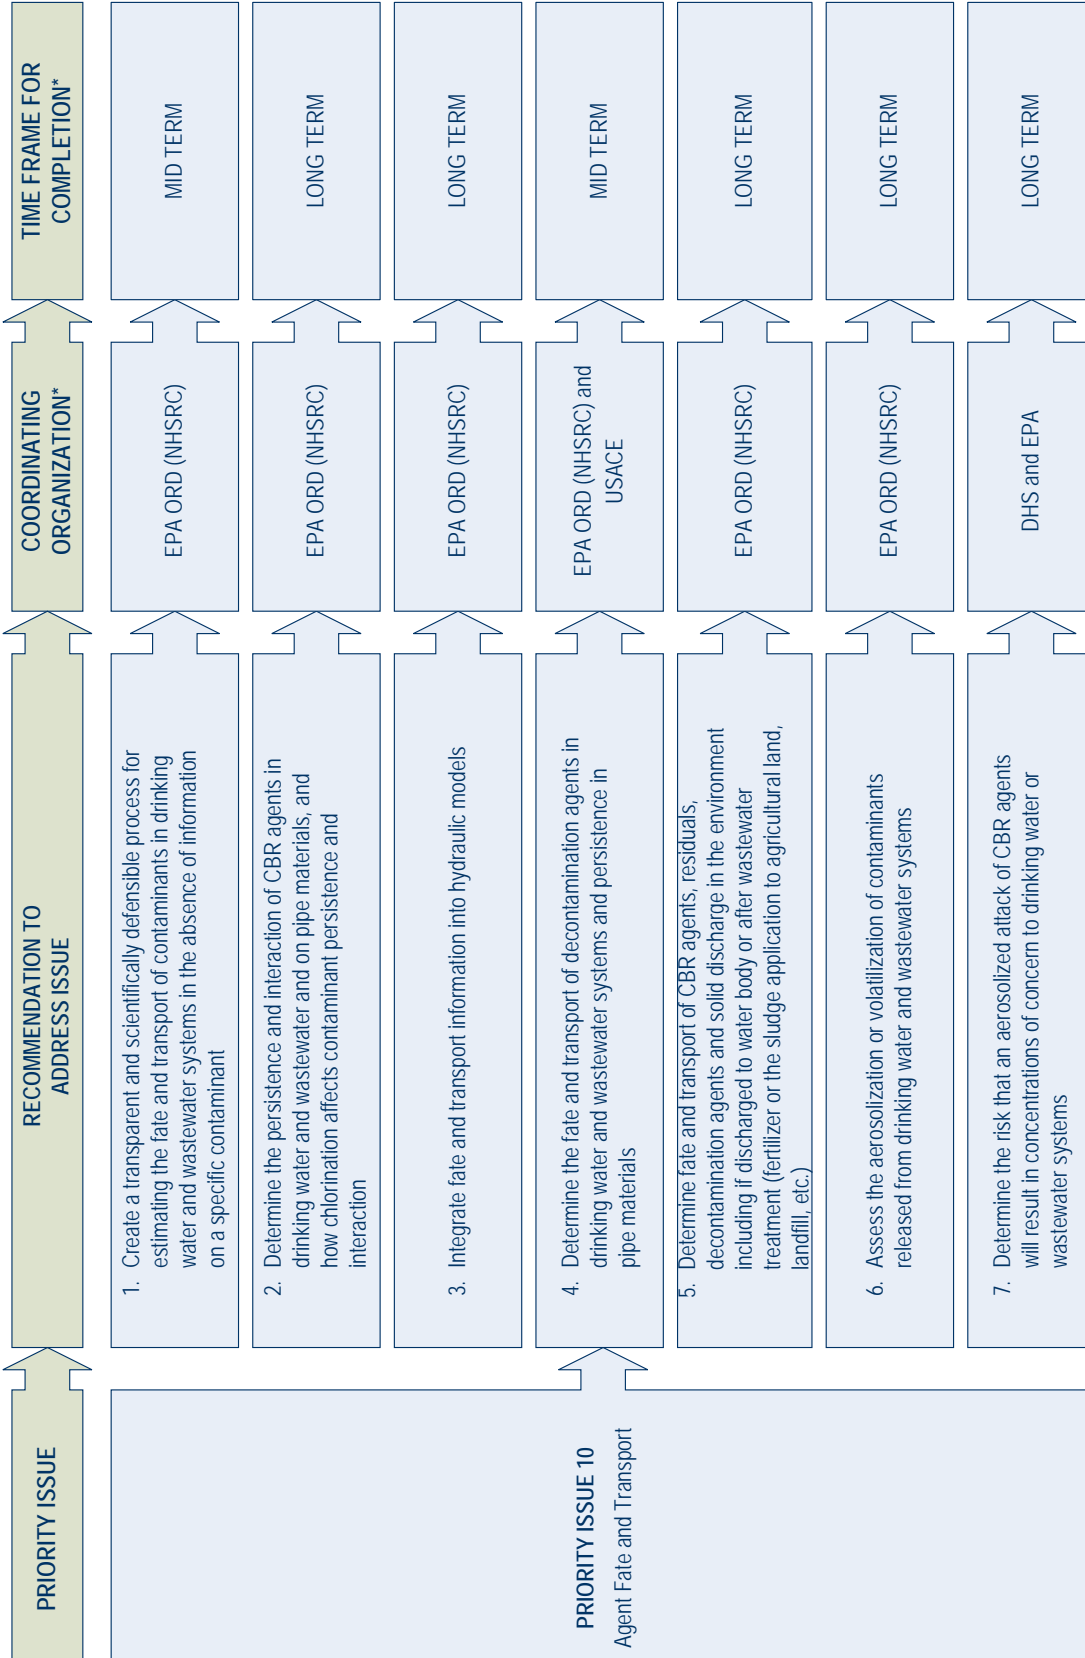 PRIORITY ISSUE
RECOMMENDATION TO
ADDRESS ISSUE
COORDINATING
ORGANIZATION*
TIME FRAME FOR
COMPLETION*
PRIORITY ISSUE 10
Agent Fate and Transport
1. Create a transparent and scientifically defensible process for
estimating the fate and transport of contaminants in drinking
water and wastewater systems in the absence of information
on a specific contaminant
EPA ORD (NHSRC)
MID TERM
2. Determine the persistence and interaction of CBR agents in
drinking water and wastewater and on pipe materials, and
how chlorination affects contaminant persistence and
interaction
EPA ORD (NHSRC)
LONG TERM
3. Integrate fate and transport information into hydraulic models
EPA ORD (NHSRC)
LONG TERM
4. Determine the fate and transport of decontamination agents in
drinking water and wastewater systems and persistence in
pipe materials
EPA ORD (NHSRC) and
USACE
MID TERM
5. Determine fate and transport of CBR agents, residuals,
decontamination agents and solid discharge in the environment
including if discharged to water body or after wastewater
treatment (fertilizer or the sludge application to agricultural land,
landfill, etc.)
EPA ORD (NHSRC)
LONG TERM
6. Assess the aerosolization or volatilization of contaminants
released from drinking water and wastewater systems
EPA ORD (NHSRC)
LONG TERM
7. Determine the risk that an aerosolized attack of CBR agents
will result in concentrations of concern to drinking water or
wastewater systems
DHS and EPA
LONG TERM